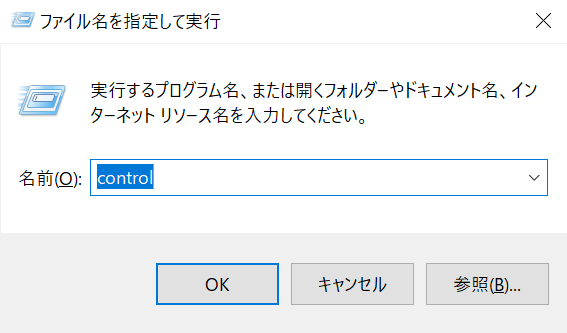 ファイル名を指定して実行
実行するプログラム名、または開くフォルダーやドキュメント名、イン
ターネット リソース名を入力してください。
名前(O): control
OK キャンセル 参照(B)...